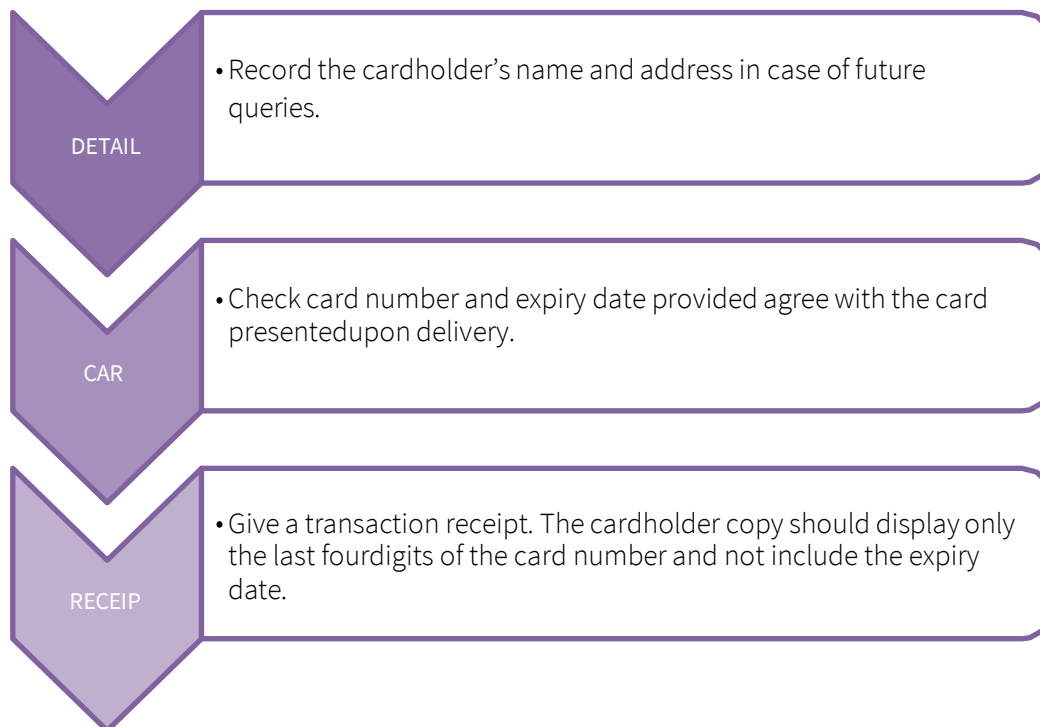 DETAIL
• Record the cardholder’s name and address in case of future
queries.
CAR
• Check card number and expiry date provided agree with the card
presentedupon delivery.
RECEIP
• Give a transaction receipt. The cardholder copy should display only
the last fourdigits of the card number and not include the expiry
date.